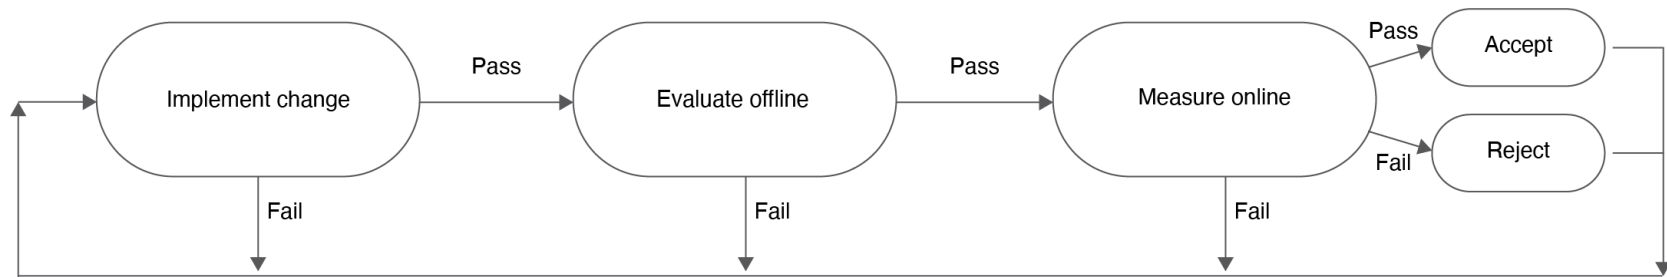 Implement change
Pass
Evaluate offline
Pass
Measure online
Pass
Accept
Fail
Reject
Fail
Fail
Fail